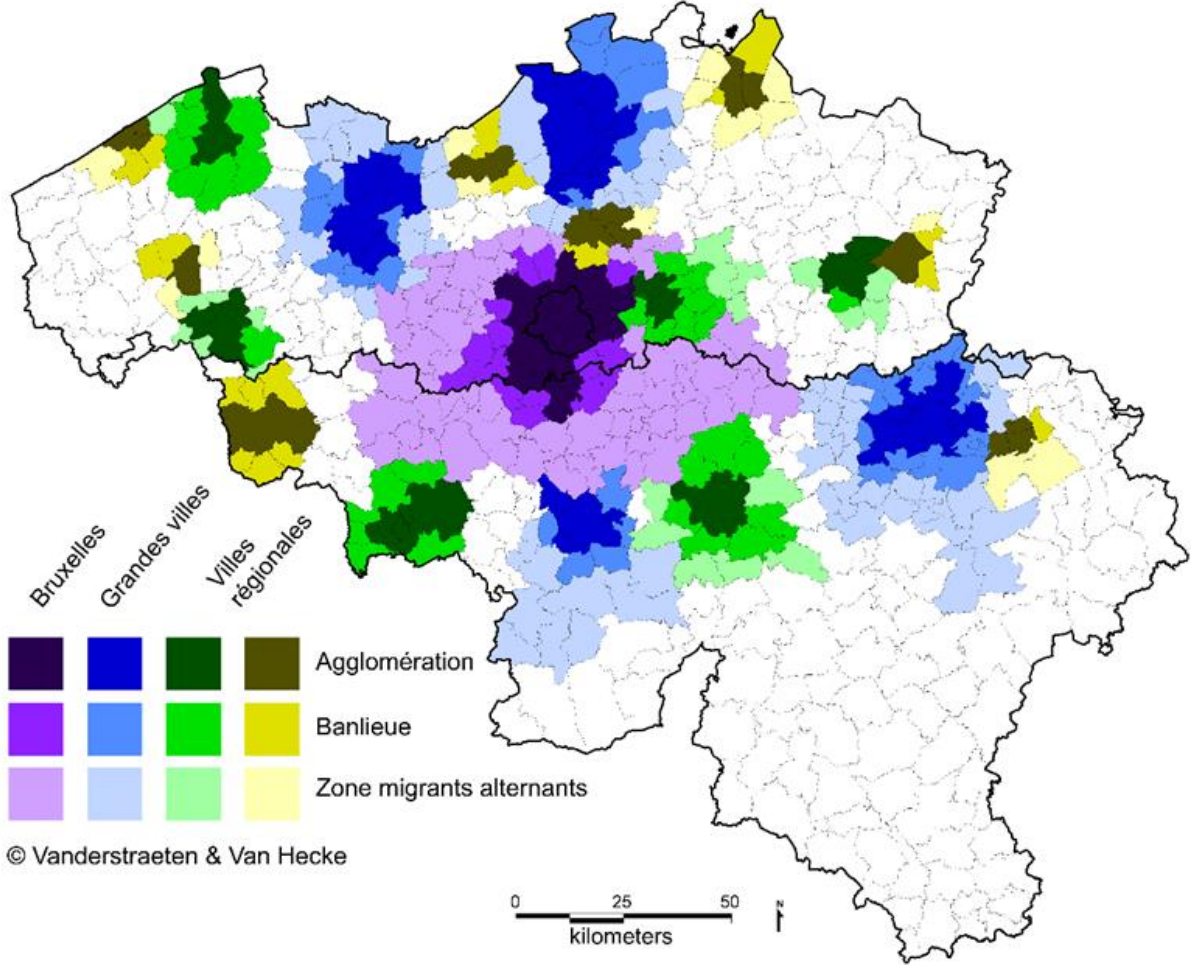 Bruxelles
Grandes villes
Villes
régionales
Agglomération
Banlieue
Zone migrants alternants
© Vanderstraeten & Van Hecke
0 25 50
kilometers
N